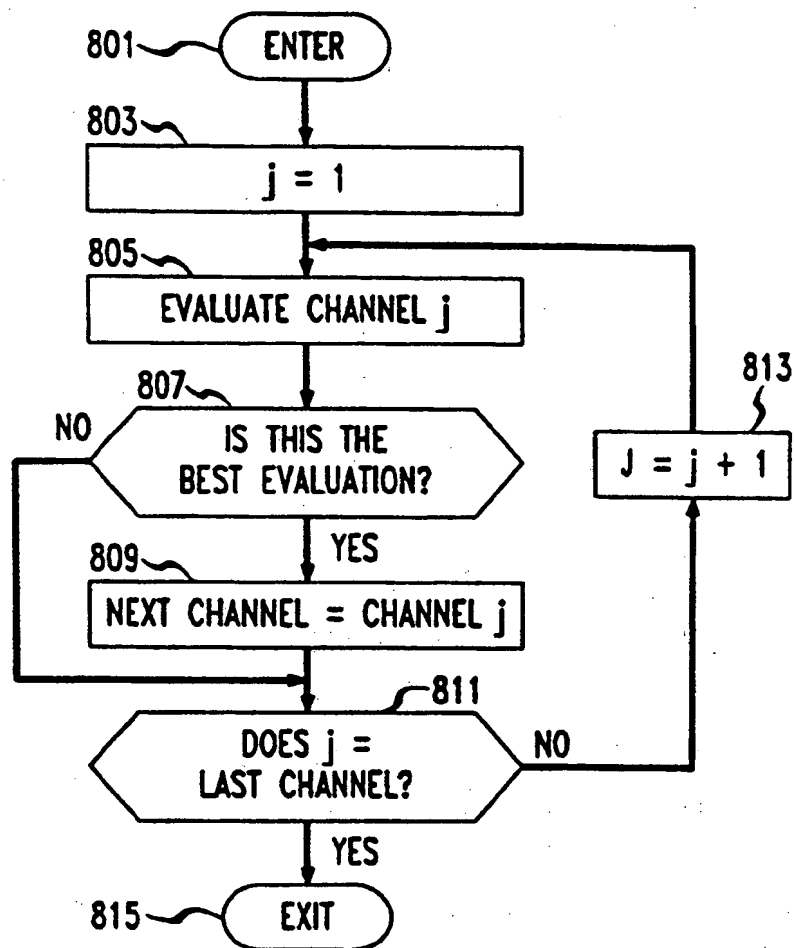 801
ENTER
803
j = 1
805
EVALUATE CHANNEL j
807
NO
IS THIS THE
BEST EVALUATION?
813
J = j + 1
YES
809
NEXT CHANNEL = CHANNEL j
811
DOES j =
LAST CHANNEL?
NO
YES
815
EXIT